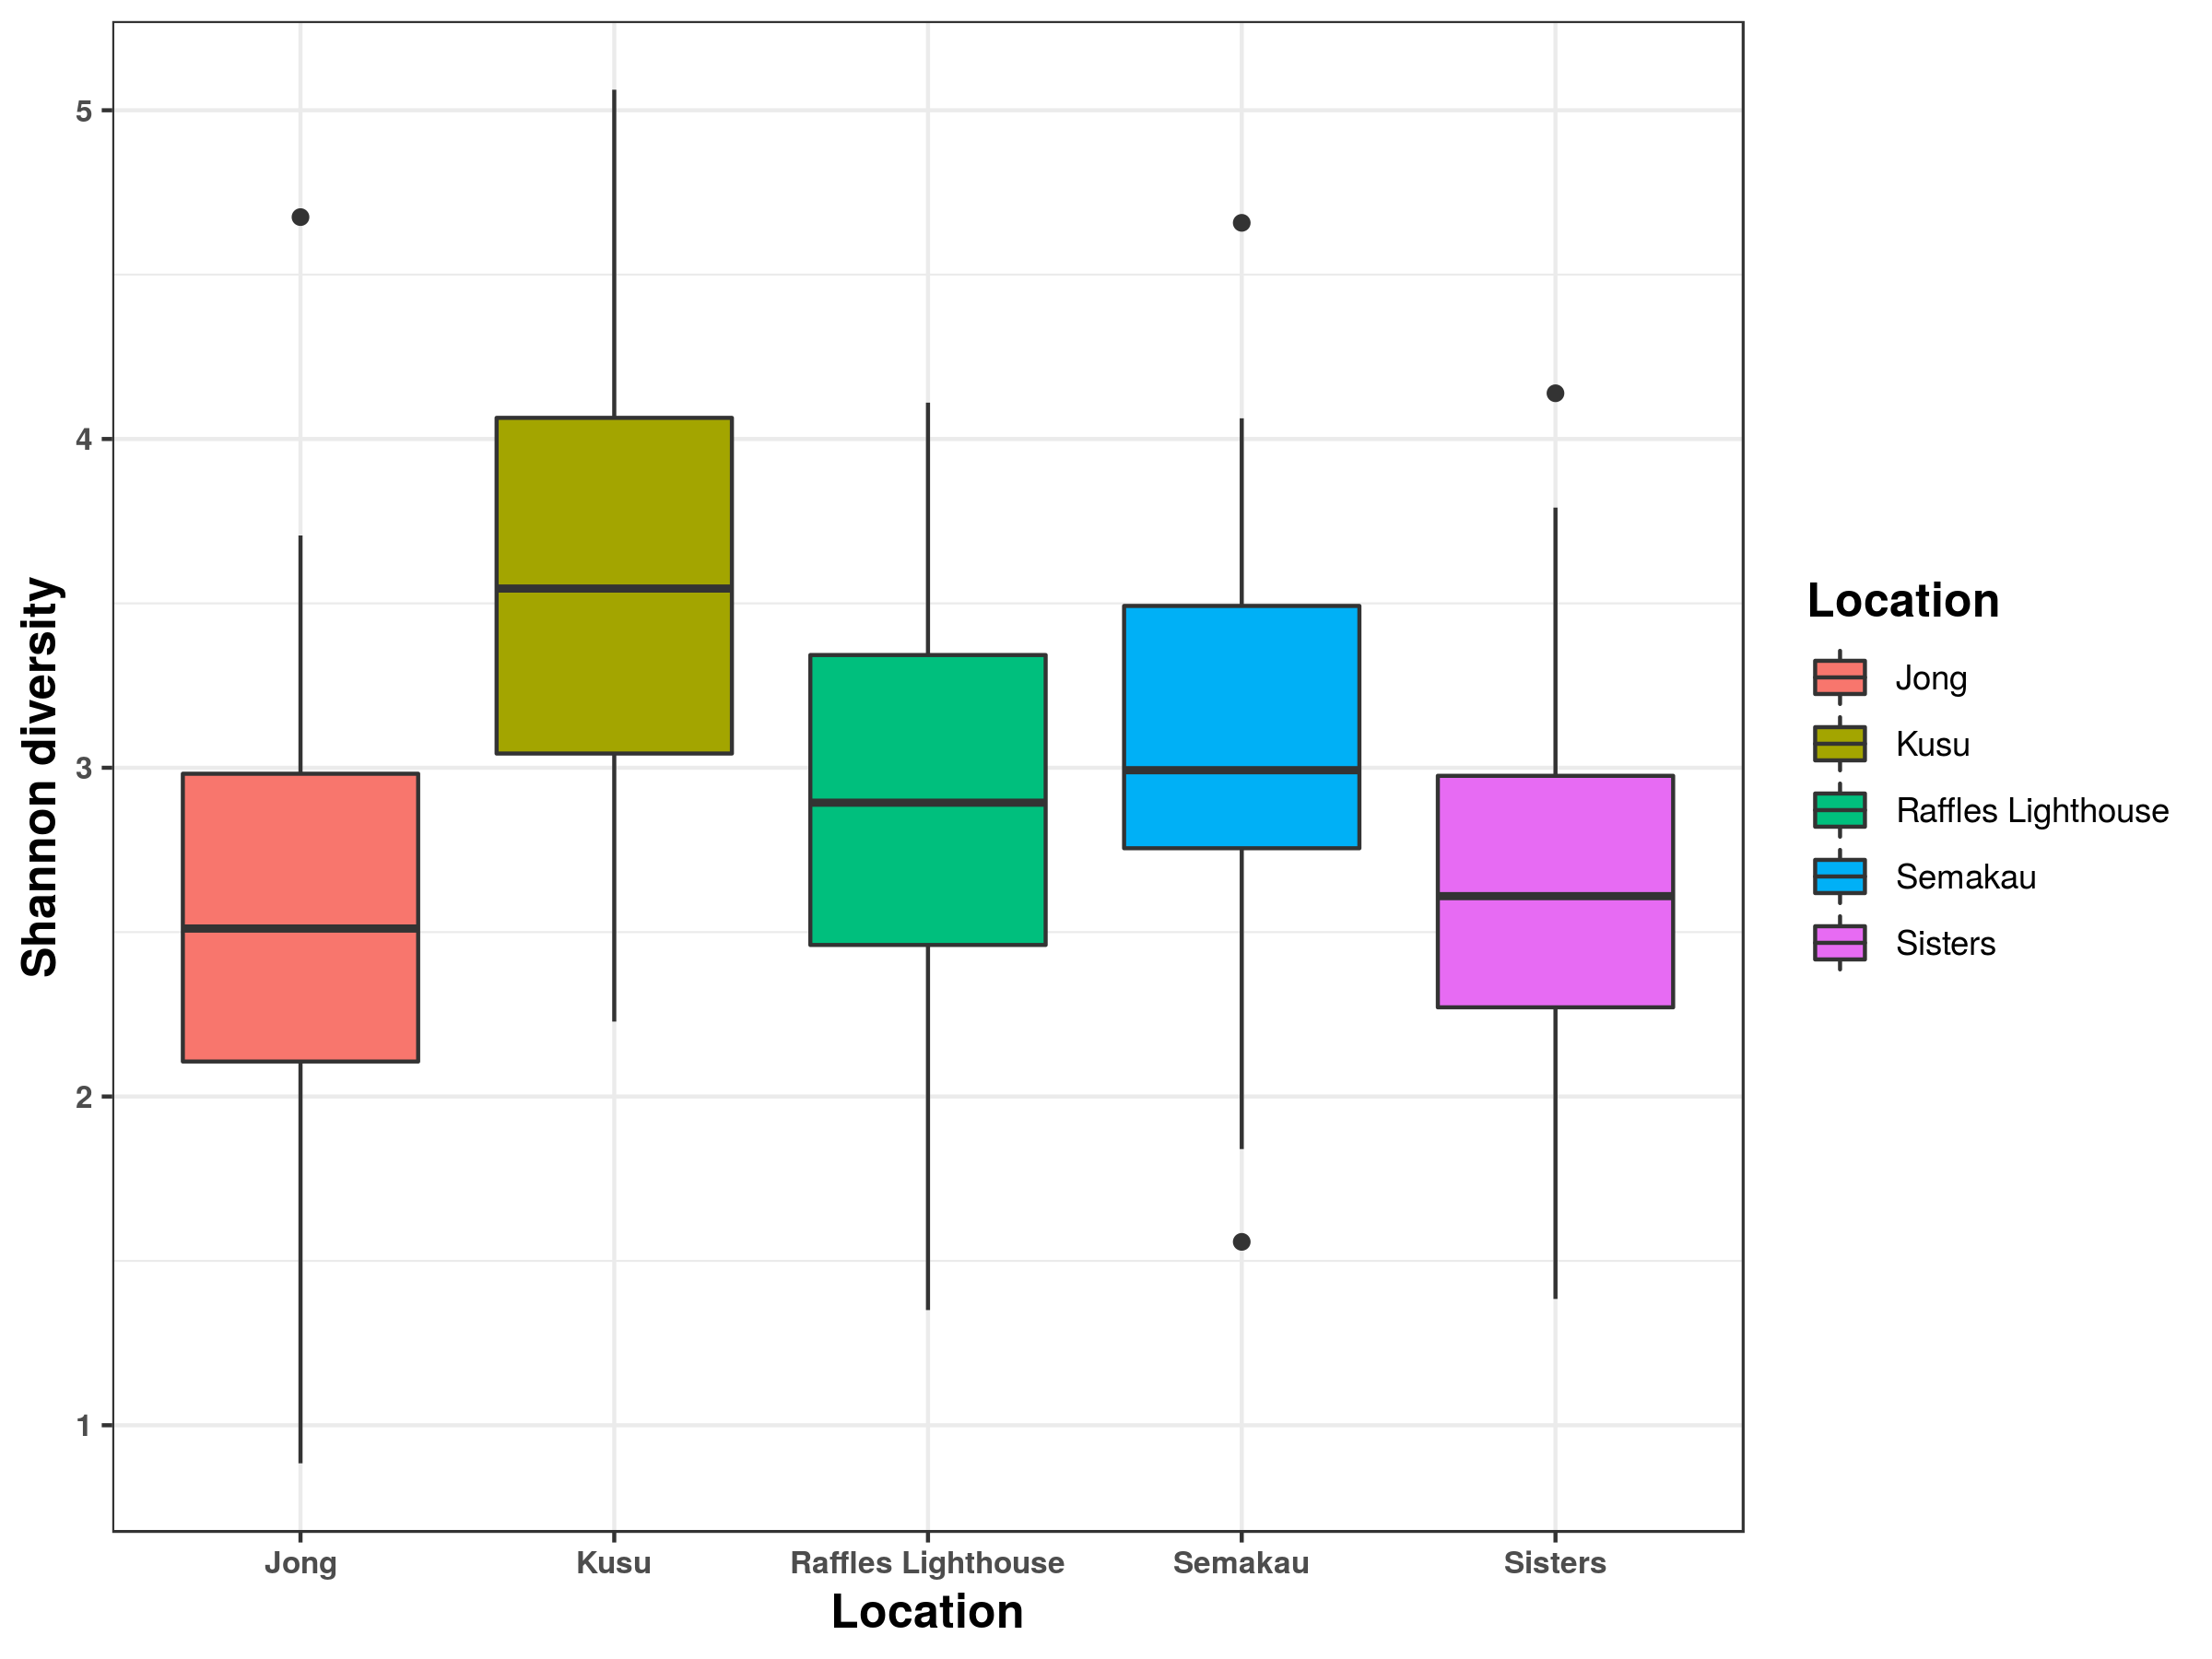 Shannon diversity
5
4
3
2
1
Jong
Kusu
Raffles Lighthouse
Semakau
Sisters
Location
Location
Jong
Kusu
Raffles Lighthouse
Semakau
Sisters